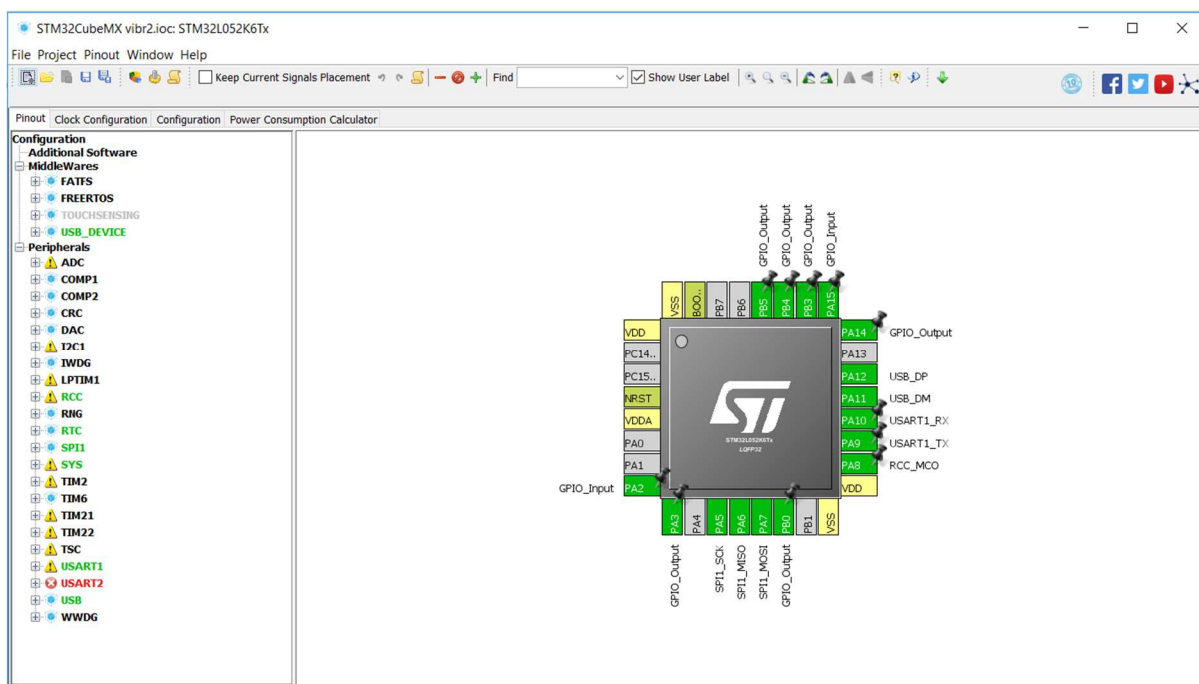 STM32CubeMX vibr2.ioc: STM32L052K6Tx
File Project Pinout Window Help
Keep Current Signals Placement Find Show User Label 10
Pinout Clock Configuration Configuration Power Consumption Calculator
Configuration
Additional Software
MiddleWares
FATFS
FREERTOS
TOUCHSENSING
USB_DEVICE
Peripherals
ADC
COMP1
COMP2
CRC
DAC
I2C1
IWDG
LPTIM1
RCC
RNG
RTC
SPI1
SYS
TIM2
TIM6
TIM21
TIM22
TSC
USART1
USART2
USB
WWDG
GPIO_Output
GPIO_Output
GPIO_Output
GPIO_Input
VSS
BOO..
PB7
PB6
PB5
PB4
PB3
PA15
VDD
PC14..
PC15..
NRST
VDDA
PA0
PA1
GPIO_Input PA2
ST
STM32L052K6Tx
LQFP32
PA14 GPIO_Output
PA13
PA12 USB_DP
PA11 USB_DM
PA10 USART1_RX
PA9 USART1_TX
PA8 RCC_MCO
VDD
PA3
PA4
PA5
PA6
PA7
PB0
PB1
VSS
GPIO_Output
SPI1_SCK
SPI1_MISO
SPI1_MOSI
GPIO_Output